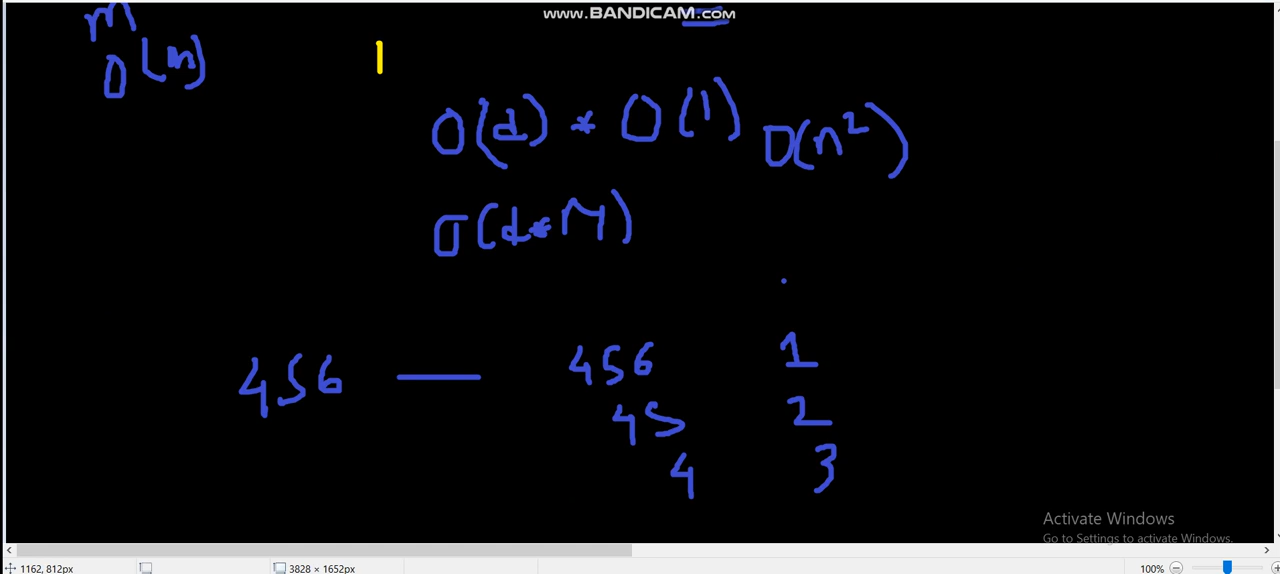 www.BANDICAM.com
m
O(n)
1
O(d) * O(1) O(n²)
O(d*M)
456 — 456 1
45 2
4 3
Activate Windows
Go to Settings to activate Windows.
1162, 812px 3828 × 1652px 100%